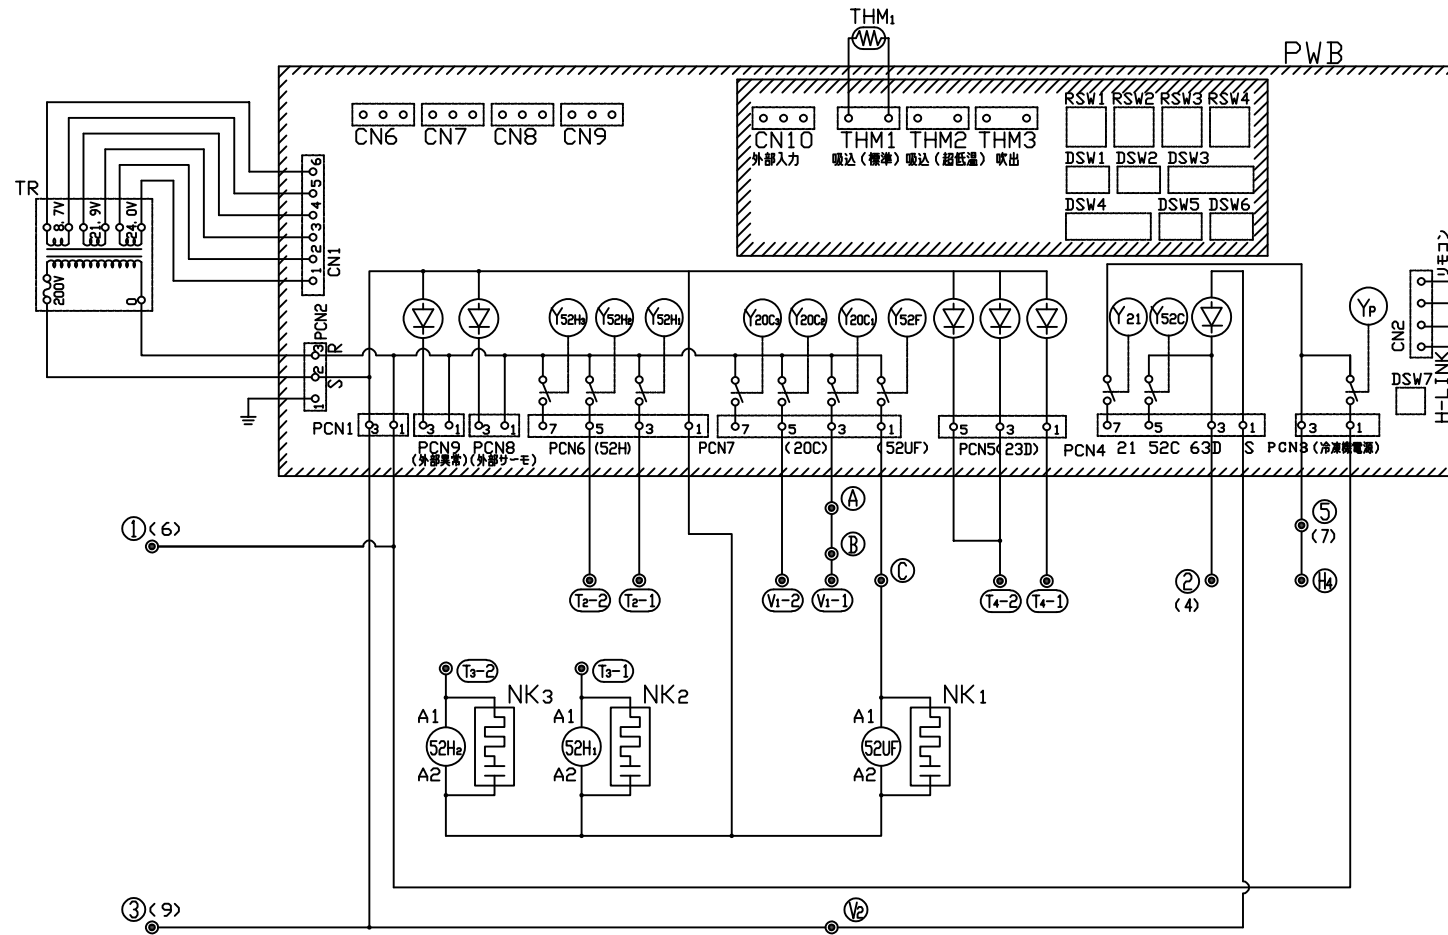 THM₁
PWB
CN6 CN7 CN8 CN9
CN10 THM1 THM2 THM3
外部入力 吸込(標準) 吸込(超低温) 吹出
RSW1 RSW2 RSW3 RSW4
DSW1 DSW2 DSW3
DSW4 DSW5 DSW6
TR
8.7V 21.9V 24.0V
200V 0
6 5 4 3 2 1
CN1
PCN2
3 2 1
R
S
Y52H₃ Y52H₂ Y52H₁ Y20C₃ Y20C₂ Y20C₁ Y52F Y21 Y52C YP
リモコン
CN2
H-LINK
DSW7
PCN1 3 1
3 1 PCN9 (外部異常)
3 1 PCN8 (外部サーモ)
7 5 3 1
PCN6 (52H)
7 5 3 1
PCN7 (20C) (52UF)
5 3 1
PCN5(23D)
7 5 3 1
PCN4 21 52C 63D S
3 1
PCN3 (冷凍機電源)
① (6)
A
B
C
⑤
(7)
T2-2 T2-1 V1-2 V1-1 T4-2 T4-1
②
(4)
H4
T3-2 T3-1
NK3 NK2 NK1
A1 A1 A1
52H₂ 52H₁ 52UF
A2 A2 A2
③ (9)
V2